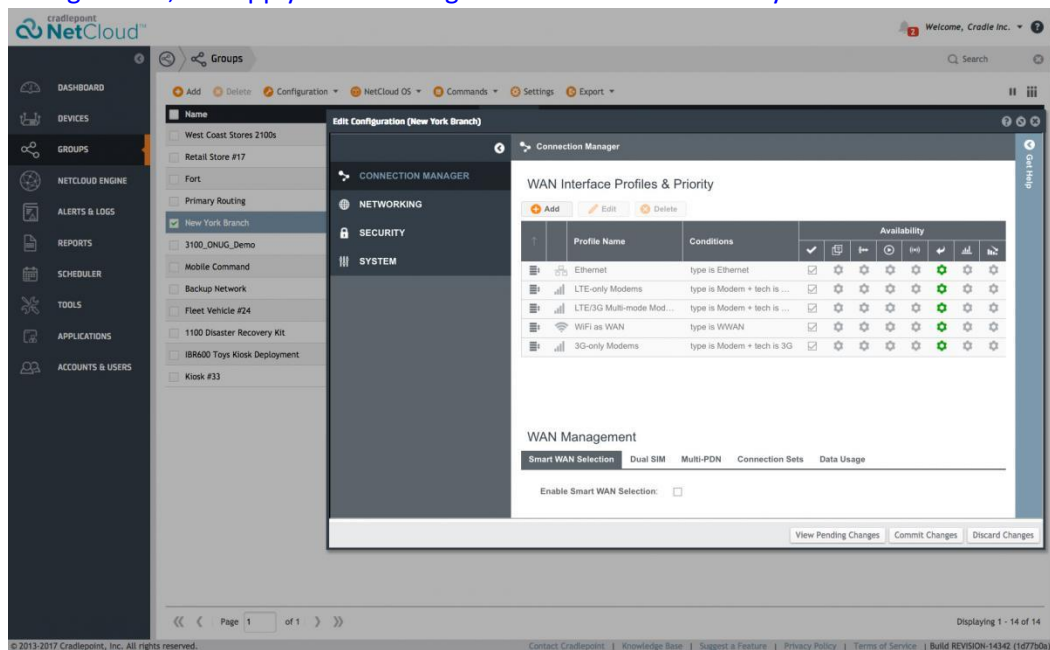 cradlepoint
NetCloud™
2
Welcome, Cradle Inc.
Groups
Search
DASHBOARD
DEVICES
GROUPS
NETCLOUD ENGINE
ALERTS & LOGS
REPORTS
SCHEDULER
TOOLS
APPLICATIONS
ACCOUNTS & USERS
Add Delete Configuration NetCloud OS Commands Settings Export
Name
West Coast Stores 2100s
Retail Store #17
Fort
Primary Routing
New York Branch
3100_ONUG_Demo
Mobile Command
Backup Network
Fleet Vehicle #24
1100 Disaster Recovery Kit
IBR600 Toys Kiosk Deployment
Kiosk #33
Edit Configuration (New York Branch)
CONNECTION MANAGER
NETWORKING
SECURITY
SYSTEM
Connection Manager
Get Help
WAN Interface Profiles & Priority
Add Edit Delete
Profile Name Conditions Availability
Ethernet type is Ethernet
LTE-only Modems type is Modem + tech is ...
LTE/3G Multi-mode Mod... type is Modem + tech is ...
WiFi as WAN type is WWAN
3G-only Modems type is Modem + tech is 3G
WAN Management
Smart WAN Selection Dual SIM Multi-PDN Connection Sets Data Usage
Enable Smart WAN Selection:
View Pending Changes Commit Changes Discard Changes
Page 1 of 1
Displaying 1 - 14 of 14
© 2013-2017 Cradlepoint, Inc. All rights reserved.
Contact Cradlepoint | Knowledge Base | Suggest a Feature | Privacy Policy | Terms of Service | Build REVISION-14342 (1d77b0a)